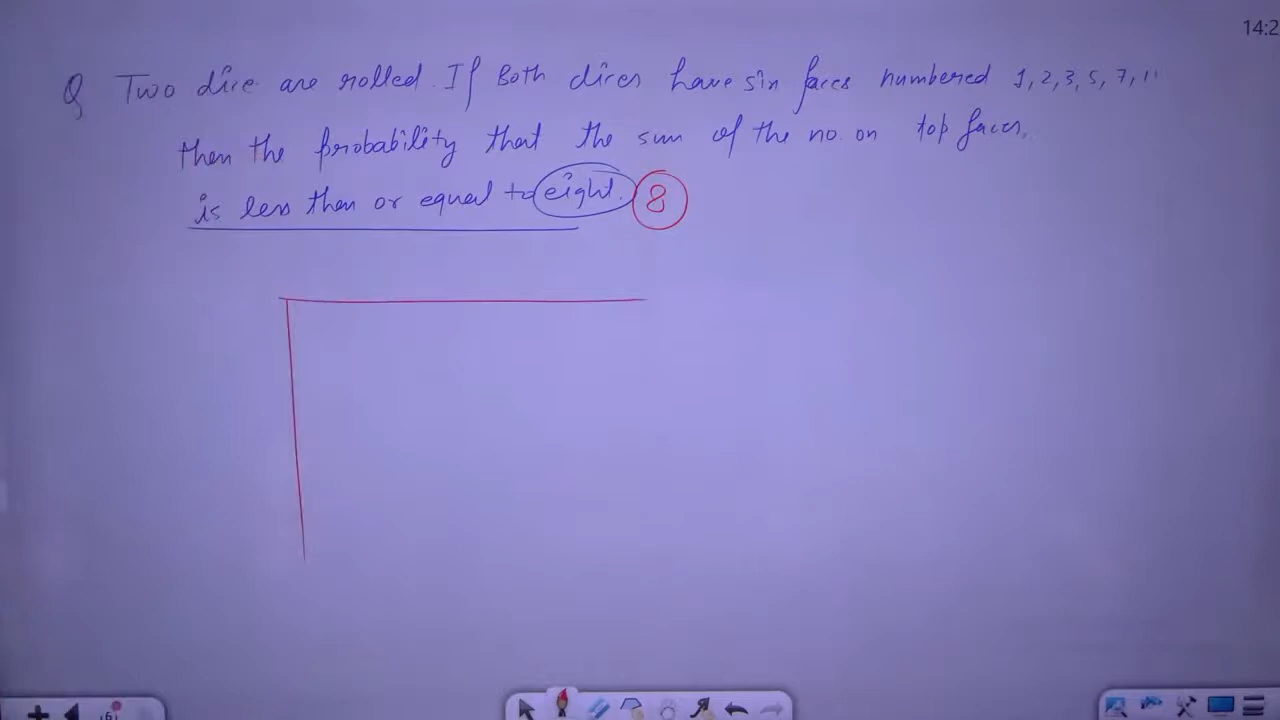 14:2
Q Two dice are rolled. If Both dices have six faces numbered 1, 2, 3, 5, 7, 11
then the probability that the sum of the no. on top faces,
is less then or equal to eight. 8